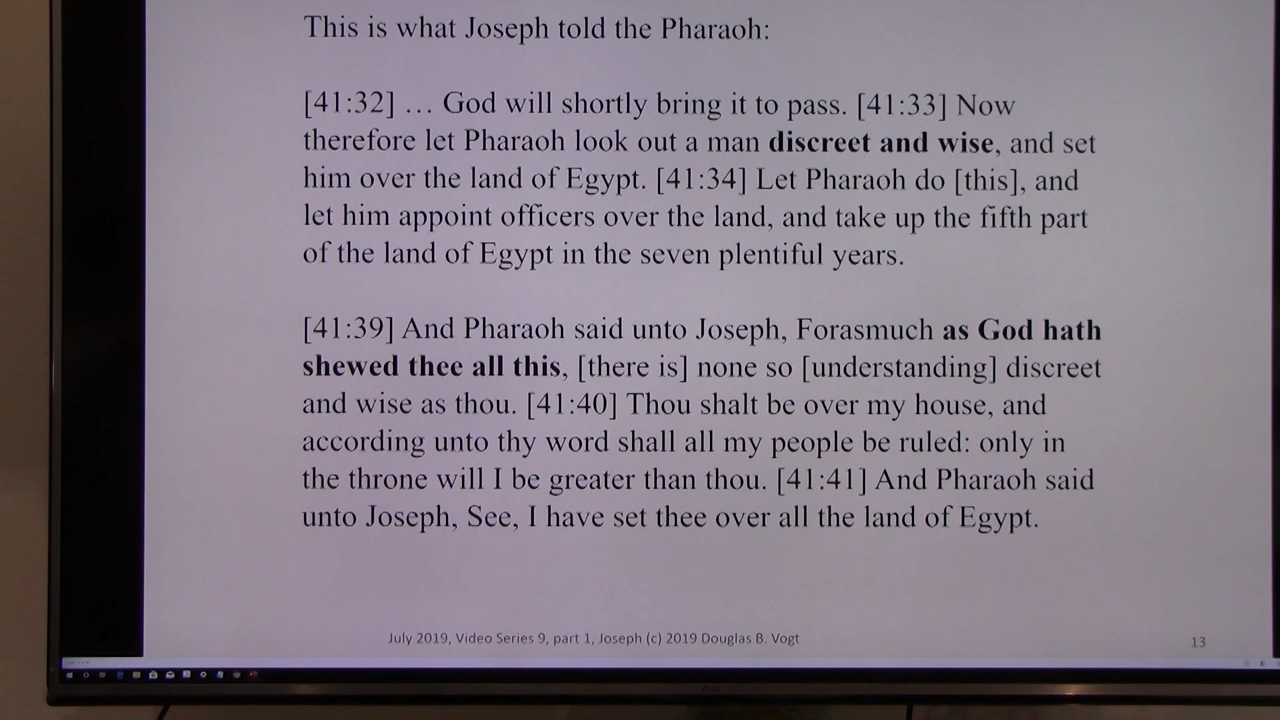 This is what Joseph told the Pharaoh:
[41:32] … God will shortly bring it to pass. [41:33] Now
therefore let Pharaoh look out a man discreet and wise, and set
him over the land of Egypt. [41:34] Let Pharaoh do [this], and
let him appoint officers over the land, and take up the fifth part
of the land of Egypt in the seven plentiful years.
[41:39] And Pharaoh said unto Joseph, Forasmuch as God hath
shewed thee all this, [there is] none so [understanding] discreet
and wise as thou. [41:40] Thou shalt be over my house, and
according unto thy word shall all my people be ruled: only in
the throne will I be greater than thou. [41:41] And Pharaoh said
unto Joseph, See, I have set thee over all the land of Egypt.
July 2019, Video Series 9, part 1, Joseph (c) 2019 Douglas B. Vogt
13